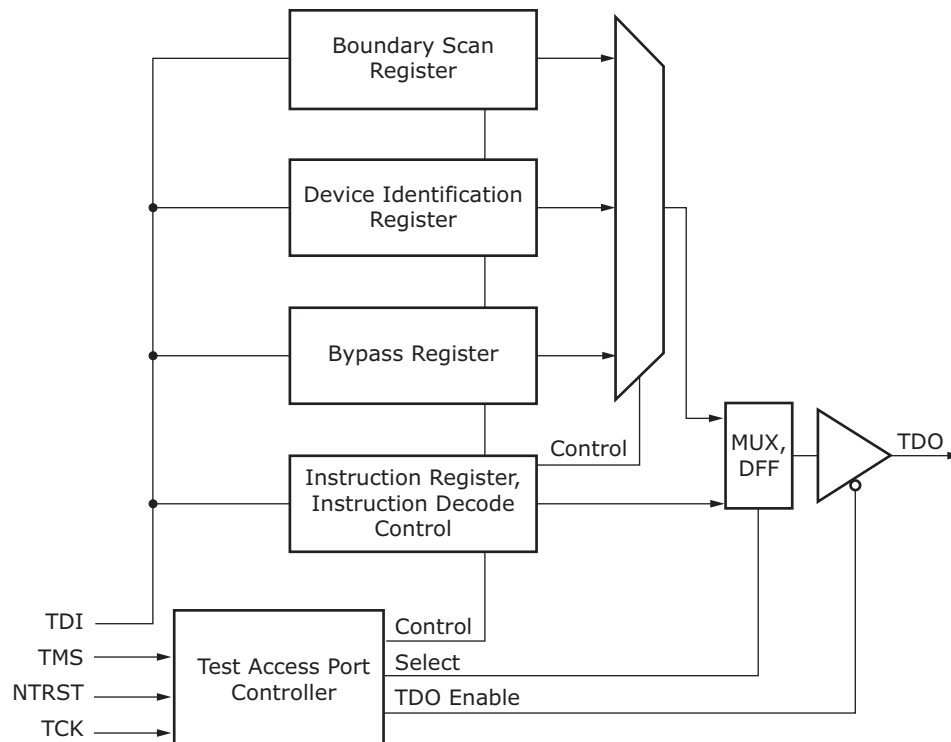 Boundary Scan
Register
Device Identification
Register
Bypass Register
Control
MUX,
DFF
TDO
Instruction Register,
Instruction Decode
Control
TDI
TMS
NTRST
TCK
Test Access Port
Controller
Control
Select
TDO Enable